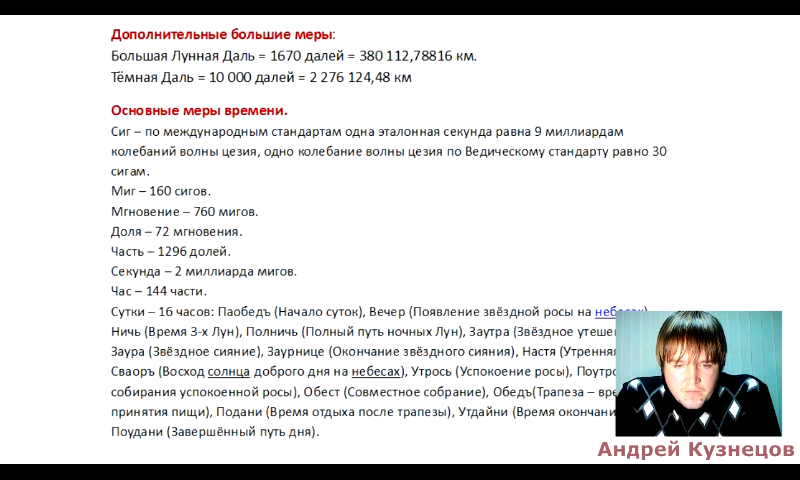 Дополнительные большие меры:
Большая Лунная Даль = 1670 далей = 380 112,78816 км.
Тёмная Даль = 10 000 далей = 2 276 124,48 км
Основные меры времени.
Сиг – по международным стандартам одна эталонная секунда равна 9 миллиардам
колебаний волны цезия, одно колебание волны цезия по Ведическому стандарту равно 30
сигам.
Миг – 160 сигов.
Мгновение – 760 мигов.
Доля – 72 мгновения.
Часть – 1296 долей.
Секунда – 2 миллиарда мигов.
Час – 144 части.
Сутки – 16 часов: Паобедъ (Начало суток), Вечер (Появление звёздной росы на небесах),
Ничь (Время 3-х Лун), Полничь (Полный путь ночных Лун), Заутра (Звёздное
Заура (Звёздное сияние), Заурнице (Окончание звёздного сияния), Настя (Утренняя
Сваоръ (Восход солнца доброго дня на небесах), Утрось (Успокоение росы),
собирания успокоенной росы), Обест (Совместное собрание), Обедъ(Трапеза –
принятия пищи), Подани (Время отдыха после трапезы), Утдайни (Время
Поудани (Завершённый путь дня).
Андрей Кузнецов